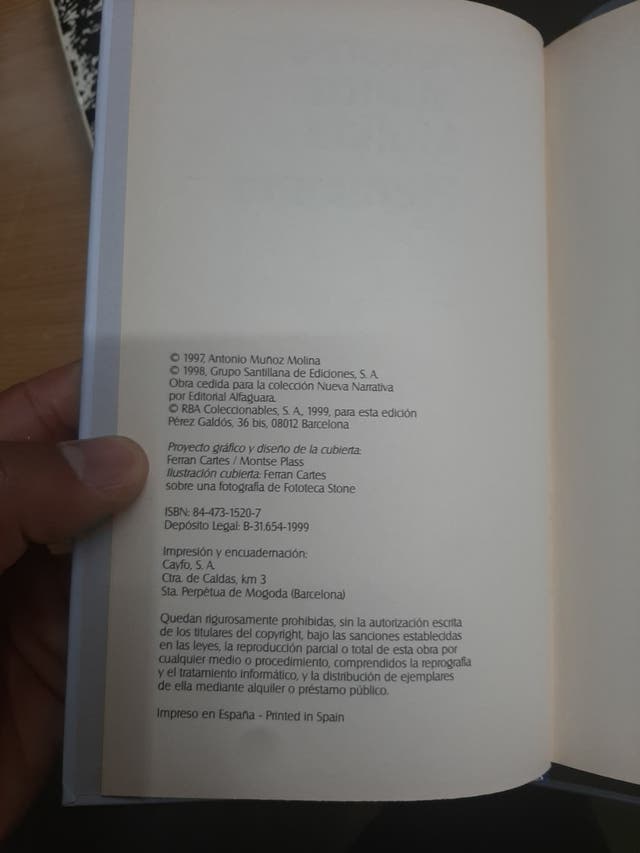 © 1997, Antonio Muñoz Molina
© 1998, Grupo Santillana de Ediciones, S. A.
Obra cedida para la colección Nueva Narrativa
por Editorial Alfaguara.
© RBA Coleccionables, S. A., 1999, para esta edición
Pérez Galdós, 36 bis, 08012 Barcelona
Proyecto gráfico y diseño de la cubierta:
Ferran Cartes / Montse Plass
Ilustración cubierta: Ferran Cartes
sobre una fotografía de Fototeca Stone
ISBN: 84-473-1520-7
Depósito Legal: B-31.654-1999
Impresión y encuadernación:
Cayfo, S. A.
Ctra. de Caldas, km 3
Sta. Perpètua de Mogoda (Barcelona)
Quedan rigurosamente prohibidas, sin la autorización escrita
de los titulares del copyright, bajo las sanciones establecidas
en las leyes, la reproducción parcial o total de esta obra por
cualquier medio o procedimiento, comprendidos la reprografía
y el tratamiento informático, y la distribución de ejemplares
de ella mediante alquiler o préstamo público.
Impreso en España - Printed in Spain